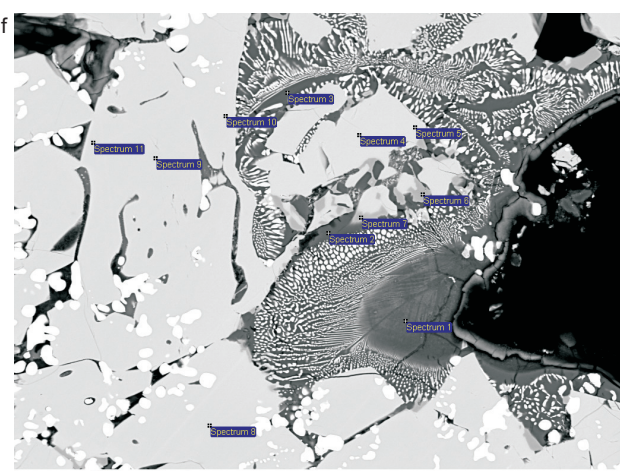 f
Spectrum 3
Spectrum 10
Spectrum 5
Spectrum 4
Spectrum 11
Spectrum 9
Spectrum 6
Spectrum 7
Spectrum 2
Spectrum 1
Spectrum 8